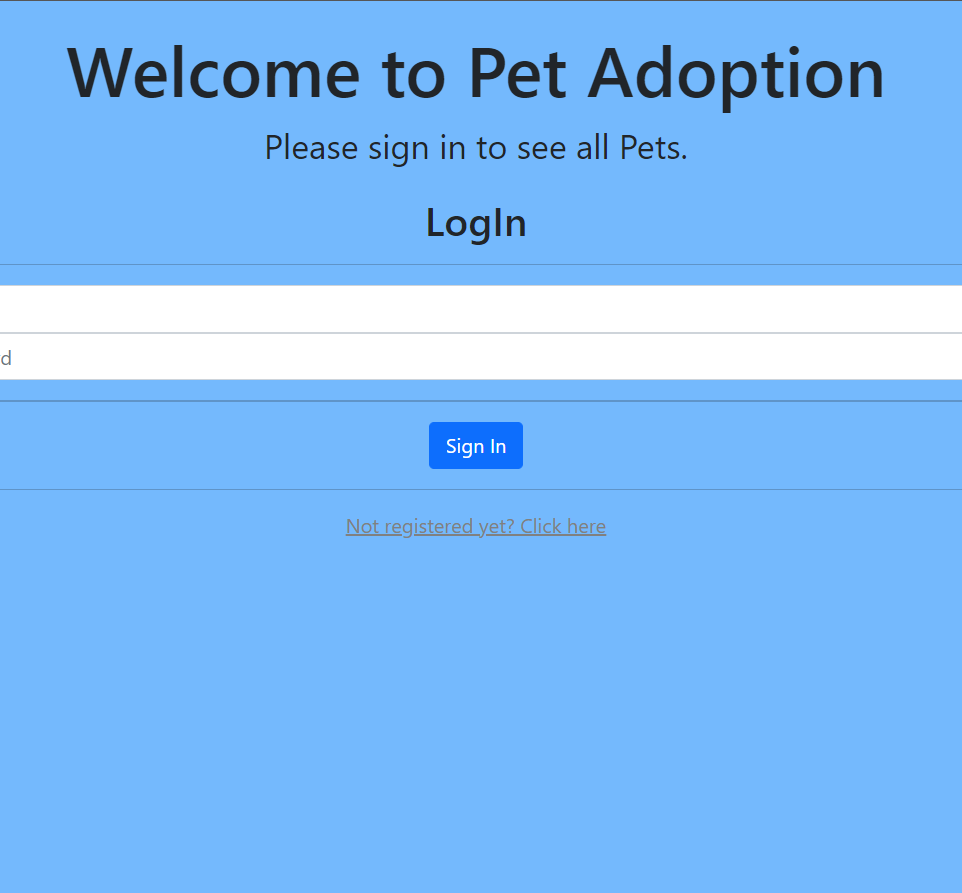 Welcome to Pet Adoption
Please sign in to see all Pets.
LogIn
d
Sign In
Not registered yet? Click here